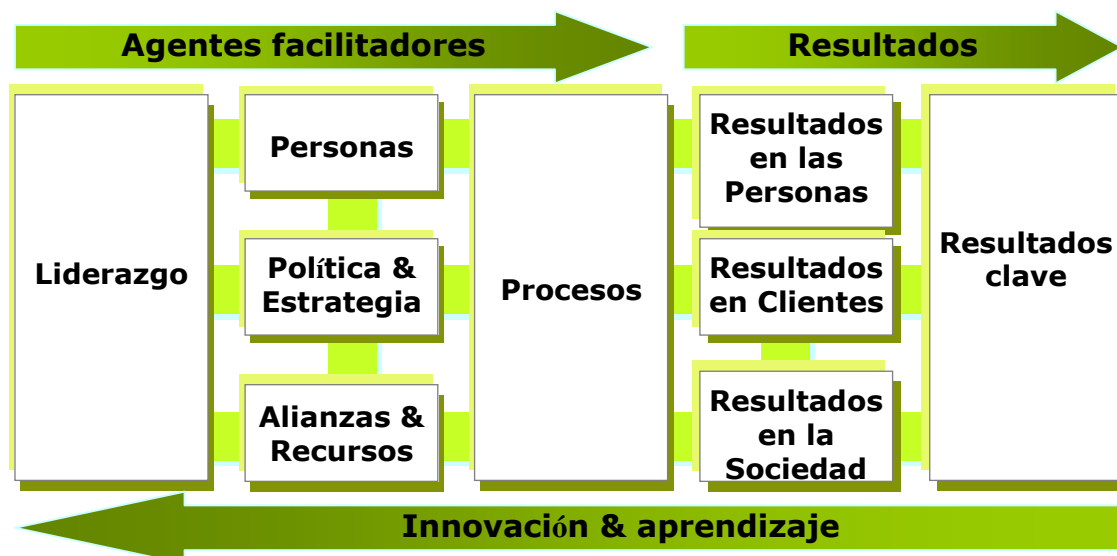 Agentes facilitadores
Resultados
Liderazgo
Personas
Política &
Estrategia
Alianzas &
Recursos
Procesos
Resultados
en las
Personas
Resultados
en Clientes
Resultados
en la
Sociedad
Resultados
clave
Innovación & aprendizaje